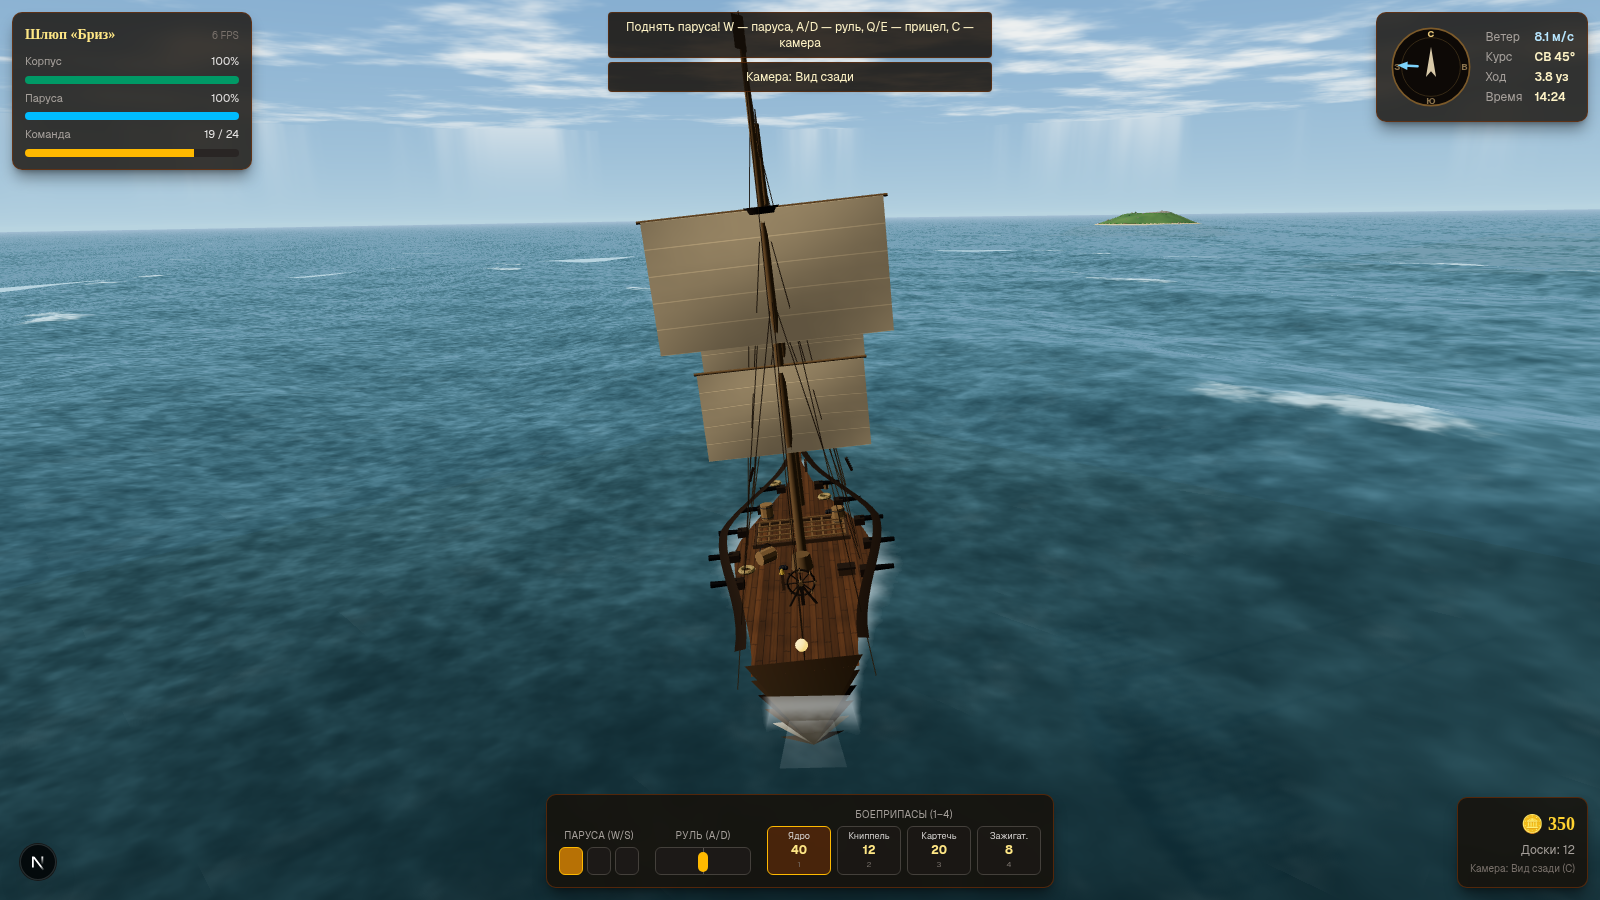 Шлюп «Бриз»
6 FPS
Корпус
100%
Паруса
100%
Команда
19 / 24
Поднять паруса! W — паруса, A/D — руль, Q/E — прицел, C —
камера
Камера: Вид сзади
С
З
В
Ю
Ветер 8.1 м/с
Курс СВ 45°
Ход 3.8 уз
Время 14:24
ПАРУСА (W/S)
РУЛЬ (A/D)
БОЕПРИПАСЫ (1–4)
Ядро
40
1
Книппель
12
2
Картечь
20
3
Зажигат.
8
4
350
Доски: 12
Камера: Вид сзади (C)
N